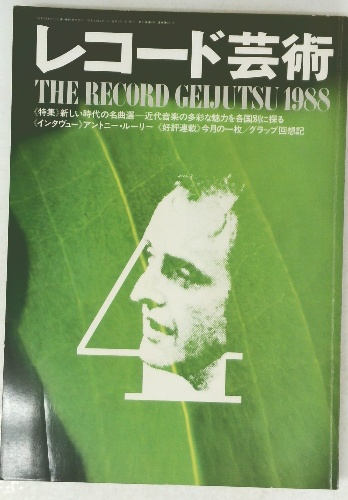 レコード芸術
THE RECORD GEIJUTSU 1988
《特集》新しい時代の名曲選—近代音楽の多彩な魅力を各国別に探る
《インタヴュー》アントニー・ルーリー《好評連載》今月の一枚／グラップ回想記
4